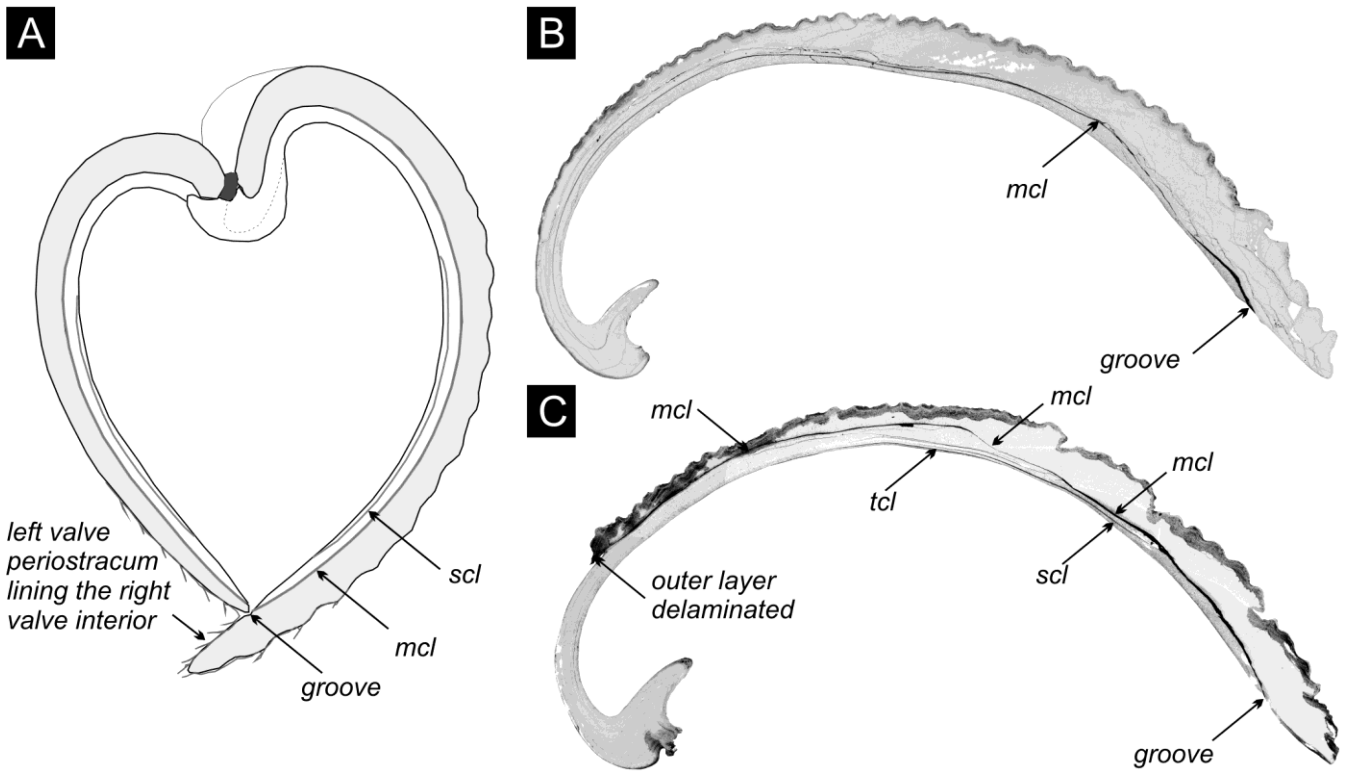 A
left valve
periostracum
lining the right
valve interior
scl
mcl
groove
B
mcl
groove
C
mcl
mcl
mcl
tcl
scl
outer layer
delaminated
groove